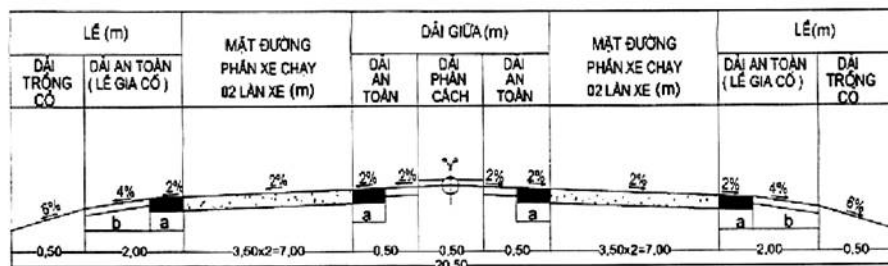 LỀ (m)
DẢI GIỮA (m)
LỀ(m)
DẢI
TRỒNG
CỎ
DẢI AN TOÀN
( LỀ GIA CỐ )
MẶT ĐƯỜNG
PHẦN XE CHẠY
02 LÀN XE (m)
DẢI
AN
TOÀN
DẢI
PHÂN
CÁCH
DẢI
AN
TOÀN
MẶT ĐƯỜNG
PHẦN XE CHẠY
02 LÀN XE (m)
DẢI AN TOÀN
( LỀ GIA CỐ )
DẢI
TRỒNG
CỎ
6% 4% 2% 2% 2% 2% 2% 2% 2% 2% 4% 6%
b a a a a b
0,50 2,00 3,50x2=7,00 0,50 0,50 0,50 3,50x2=7,00 2,00 0,50
20,50